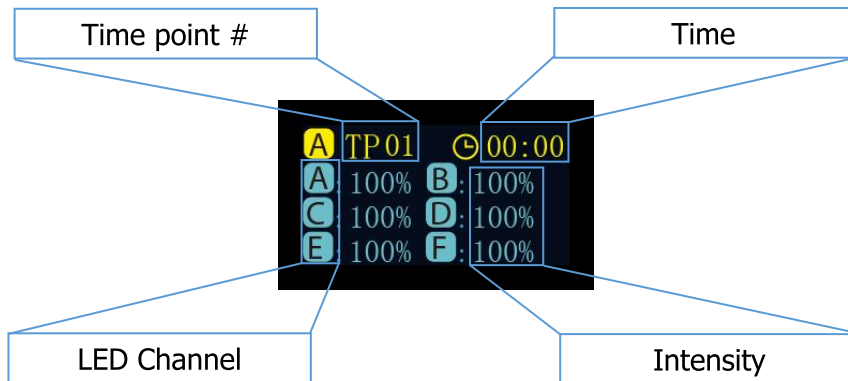 Time point #
Time
A TP01 00:00
A: 100% B: 100%
C: 100% D: 100%
E: 100% F: 100%
LED Channel
Intensity